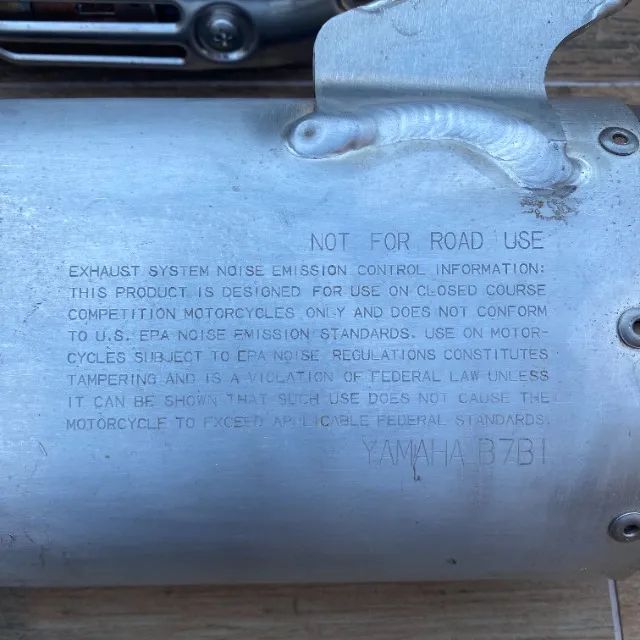 NOT FOR ROAD USE
EXHAUST SYSTEM NOISE EMISSION CONTROL INFORMATION:
THIS PRODUCT IS DESIGNED FOR USE ON CLOSED COURSE
COMPETITION MOTORCYCLES ONLY AND DOES NOT CONFORM
TO U.S. EPA NOISE EMISSION STANDARDS. USE ON MOTOR-
CYCLES SUBJECT TO EPA NOISE REGULATIONS CONSTITUTES
TAMPERING AND IS A VIOLATION OF FEDERAL LAW UNLESS
IT CAN BE SHOWN THAT SUCH USE DOES NOT CAUSE THE
MOTORCYCLE TO EXCEED APPLICABLE FEDERAL STANDARDS.
YAMAHA B7B1